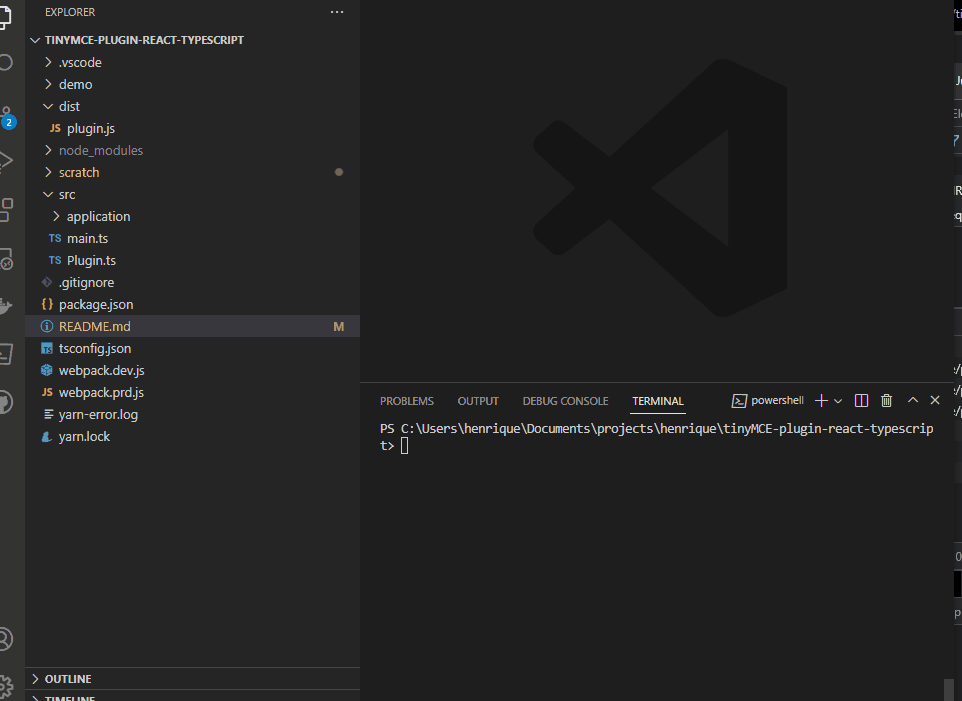 EXPLORER
TINYMCE-PLUGIN-REACT-TYPESCRIPT
.vscode
demo
dist
JS plugin.js
node_modules
scratch
src
application
TS main.ts
TS Plugin.ts
.gitignore
{} package.json
README.md M
TS tsconfig.json
webpack.dev.js
JS webpack.prd.js
yarn-error.log
yarn.lock
OUTLINE
TIMELINE
2
PROBLEMS OUTPUT DEBUG CONSOLE TERMINAL powershell
PS C:\Users\henrique\Documents\projects\henrique\tinyMCE-plugin-react-typescrip
t>